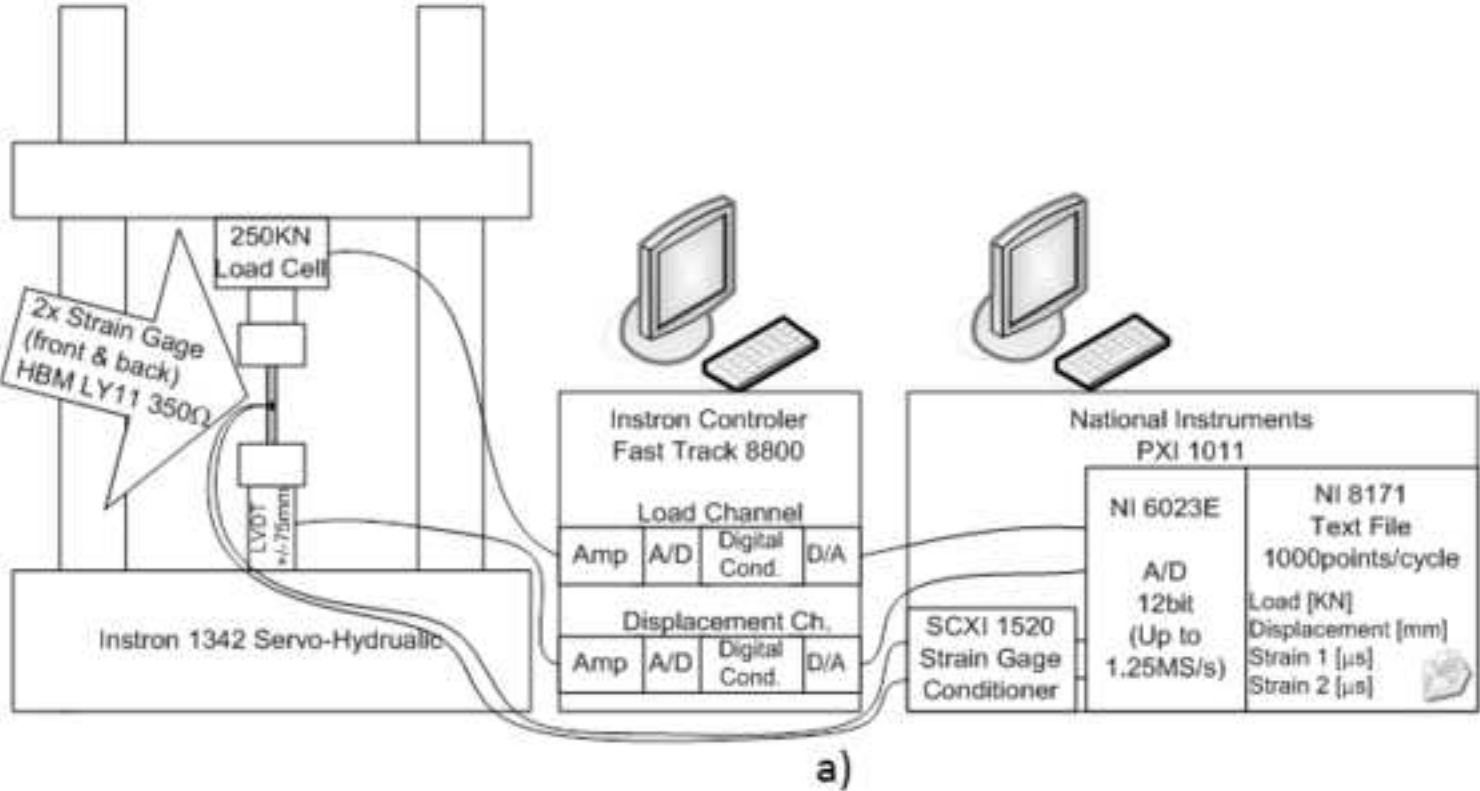 250KN
Load Cell
2x Strain Gage
(front & back)
HBM LY11 350Ω
LVDT
+/-75mm
Instron 1342 Servo-Hydrualic
Instron Controler
Fast Track 8800
Load Channel
Amp A/D Digital Cond. D/A
Displacement Ch.
Amp A/D Digital Cond. D/A
National Instruments
PXI 1011
SCXI 1520
Strain Gage
Conditioner
NI 6023E
A/D
12bit
(Up to
1.25MS/s)
NI 8171
Text File
1000points/cycle
Load [KN]
Displacement [mm]
Strain 1 [µs]
Strain 2 [µs]
a)